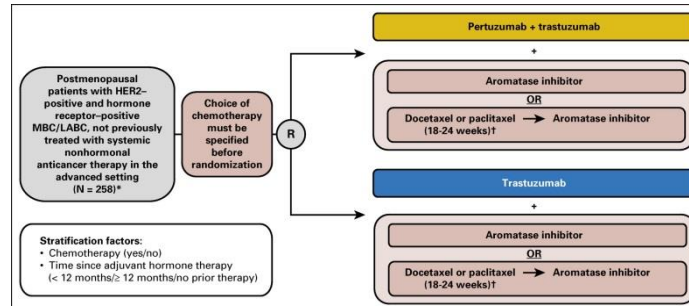 Postmenopausal
patients with HER2–
positive and hormone
receptor–positive
MBC/LABC, not previously
treated with systemic
nonhormonal
anticancer therapy in the
advanced setting
(N = 258)*
Choice of
chemotherapy
must be
specified
before
randomization
R
Pertuzumab + trastuzumab
+
Aromatase inhibitor
OR
Docetaxel or paclitaxel
(18-24 weeks)†
Aromatase inhibitor
Trastuzumab
+
Aromatase inhibitor
OR
Docetaxel or paclitaxel
(18-24 weeks)†
Aromatase inhibitor
Stratification factors:
• Chemotherapy (yes/no)
• Time since adjuvant hormone therapy
(< 12 months/≥ 12 months/no prior therapy)